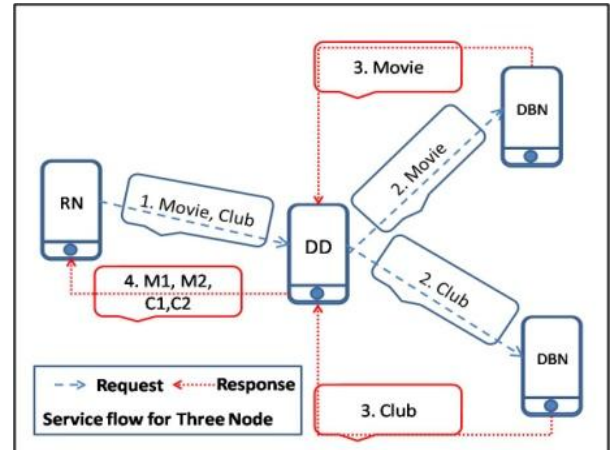 3. Movie
DBN
2. Movie
RN
1. Movie, Club
DD
4. M1, M2,
C1,C2
2. Club
DBN
Request
Response
Service flow for Three Node
3. Club